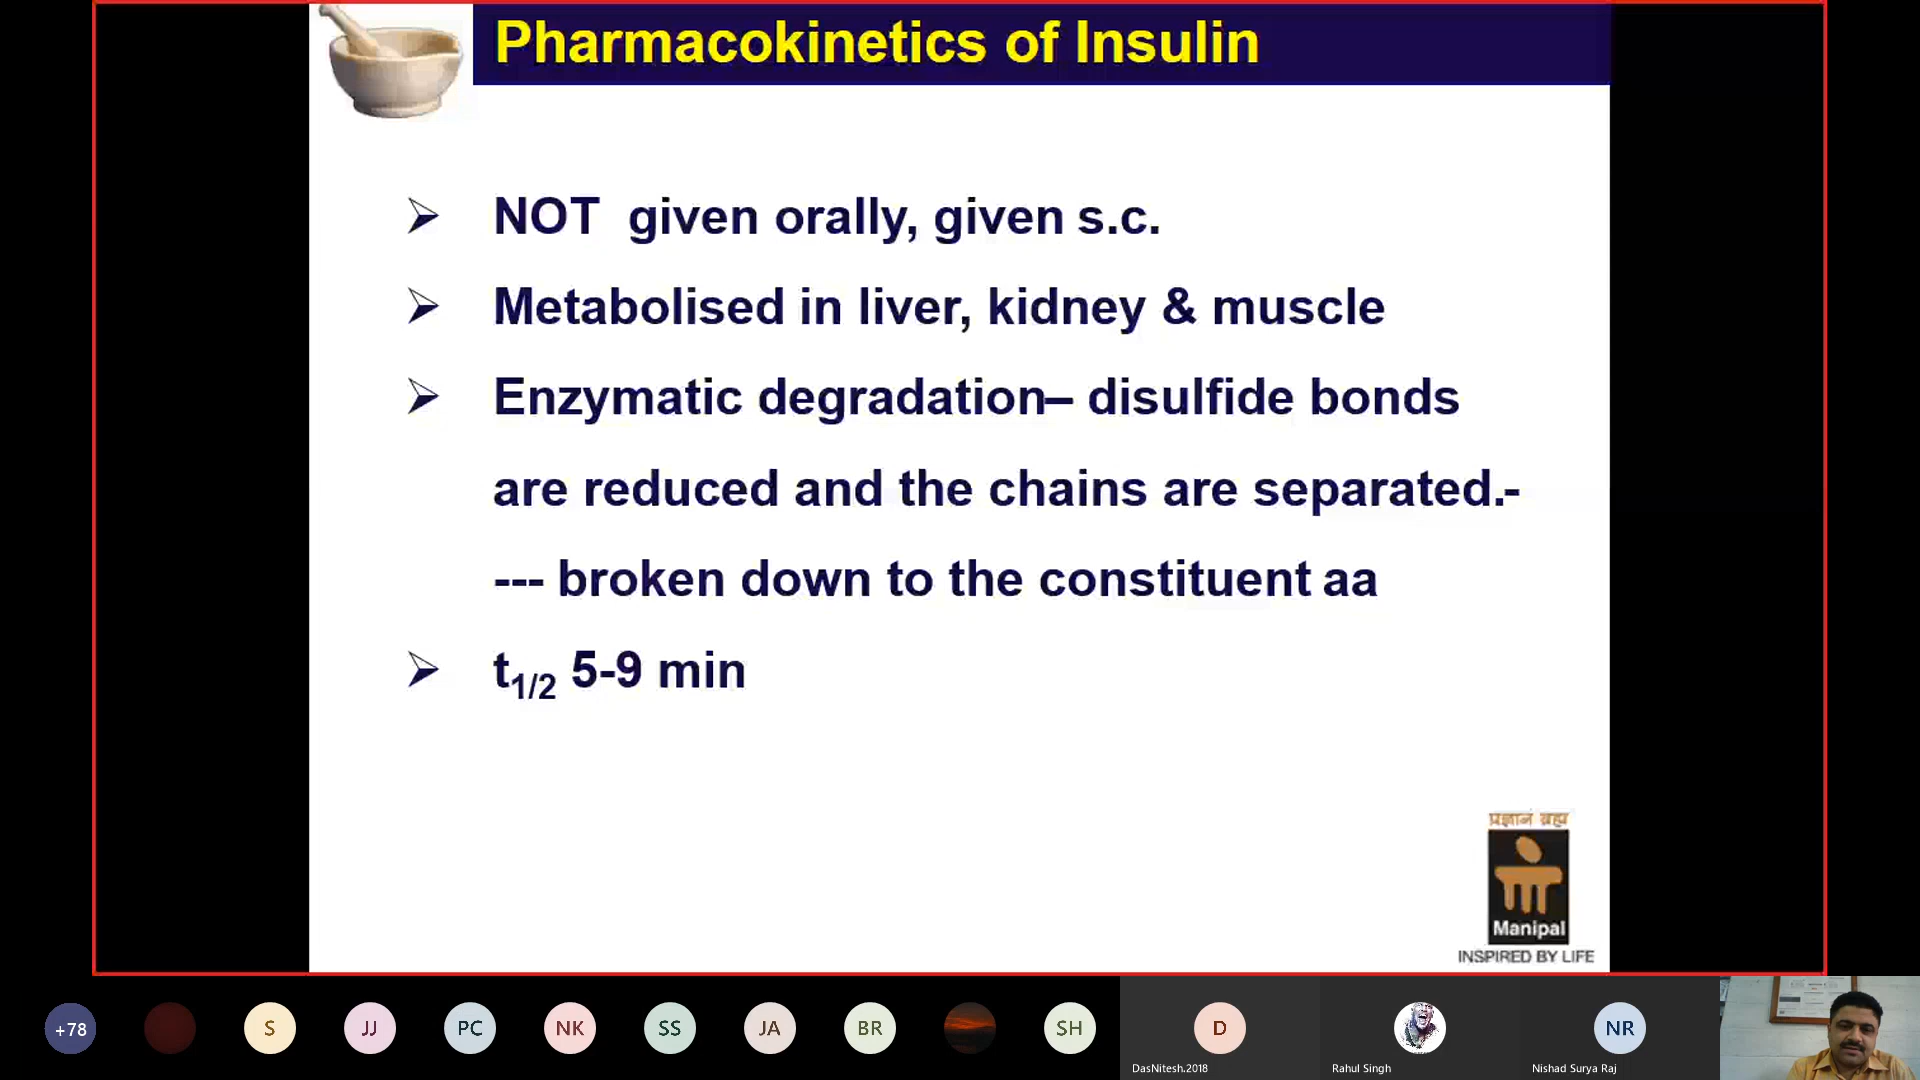 Pharmacokinetics of Insulin
➢ NOT given orally, given s.c.
➢ Metabolised in liver, kidney & muscle
➢ Enzymatic degradation– disulfide bonds
are reduced and the chains are separated.-
--- broken down to the constituent aa
➢ t1/2 5-9 min
प्रज्ञानं ब्रह्म
Manipal
INSPIRED BY LIFE
+78
S
JJ
PC
NK
SS
JA
BR
SH
D
NR
DasNitesh.2018
Rahul Singh
Nishad Surya Raj